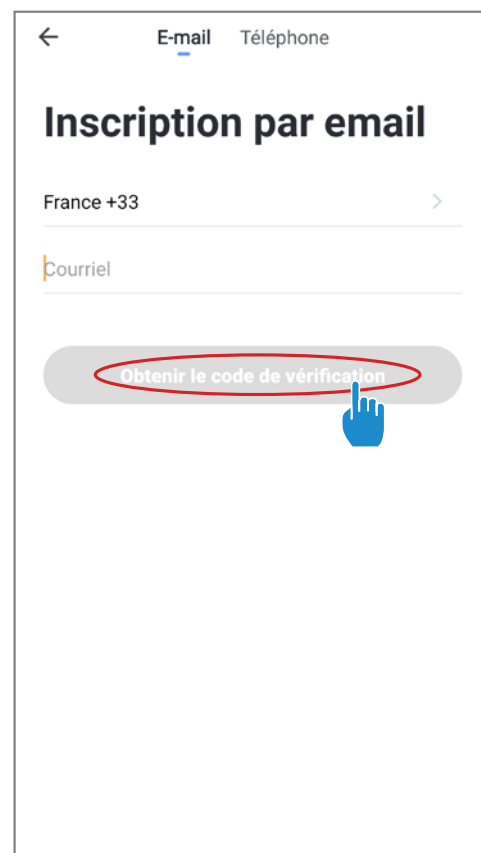 E-mail Téléphone
Inscription par email
France +33
Courriel
Obtenir le code de vérification